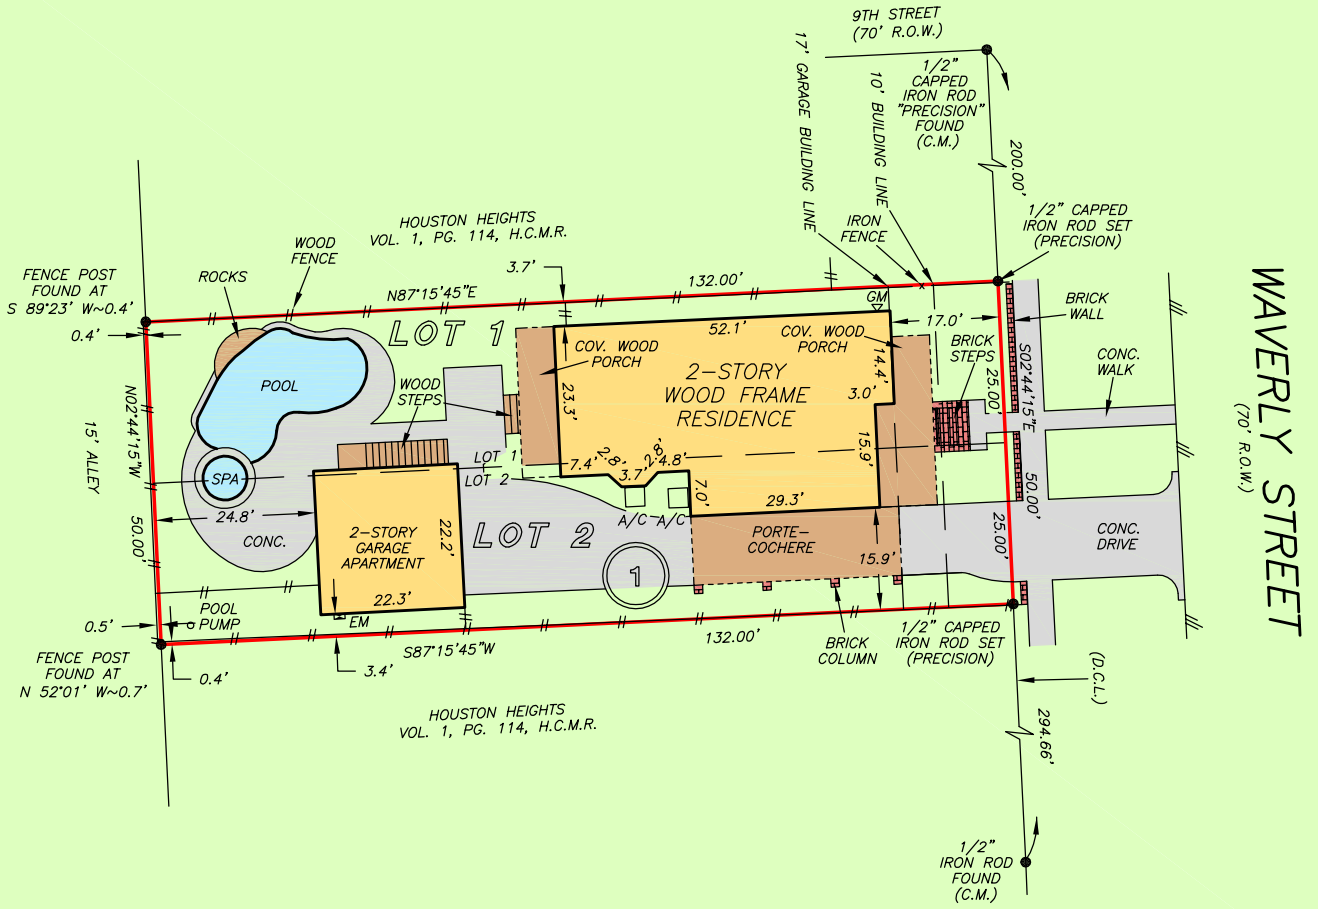 9TH STREET
(70' R.O.W.)
1/2"
CAPPED
IRON ROD
"PRECISION"
FOUND
(C.M.)
17' GARAGE BUILDING LINE
10' BUILDING LINE
200.00'
HOUSTON HEIGHTS
VOL. 1, PG. 114, H.C.M.R.
IRON
FENCE
1/2" CAPPED
IRON ROD SET
(PRECISION)
WOOD
FENCE
ROCKS
FENCE POST
FOUND AT
S 89°23' W~0.4'
0.4'
3.7'
N87°15'45"E
132.00'
GM
17.0'
BRICK
WALL
WAVERLY STREET
(70' R.O.W.)
LOT 1
COV. WOOD
PORCH
52.1'
COV. WOOD
PORCH
BRICK
STEPS
CONC.
WALK
POOL
WOOD
STEPS
2-STORY
WOOD FRAME
RESIDENCE
23.3'
14.4'
3.0'
25.00'
S02°44'15"E
50.00'
N02°44'15"W
50.00'
15' ALLEY
SPA
LOT 1
LOT 2
7.4'
2.8'
3.7'
2.8'
4.8'
7.0'
15.9'
29.3'
A/C
A/C
24.8'
CONC.
2-STORY
GARAGE
APARTMENT
22.2'
22.3'
LOT 2
1
PORTE-
COCHERE
15.9'
25.00'
CONC.
DRIVE
POOL
PUMP
EM
0.5'
FENCE POST
FOUND AT
N 52°01' W~0.7'
0.4'
3.4'
S87°15'45"W
132.00'
BRICK
COLUMN
1/2" CAPPED
IRON ROD SET
(PRECISION)
(D.C.L.)
HOUSTON HEIGHTS
VOL. 1, PG. 114, H.C.M.R.
294.66'
1/2"
IRON ROD
FOUND
(C.M.)